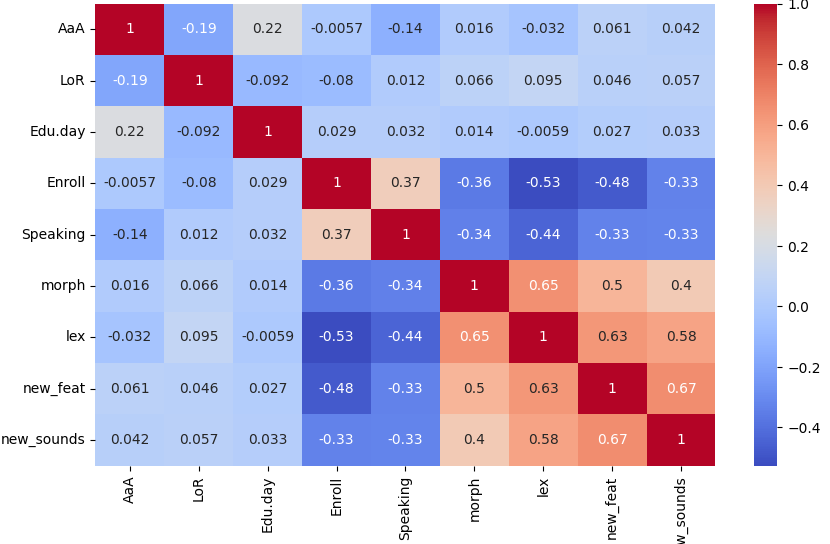 AaA 1 -0.19 0.22 -0.0057 -0.14 0.016 -0.032 0.061 0.042
LoR -0.19 1 -0.092 -0.08 0.012 0.066 0.095 0.046 0.057
Edu.day 0.22 -0.092 1 0.029 0.032 0.014 -0.0059 0.027 0.033
Enroll -0.0057 -0.08 0.029 1 0.37 -0.36 -0.53 -0.48 -0.33
Speaking -0.14 0.012 0.032 0.37 1 -0.34 -0.44 -0.33 -0.33
morph 0.016 0.066 0.014 -0.36 -0.34 1 0.65 0.5 0.4
lex -0.032 0.095 -0.0059 -0.53 -0.44 0.65 1 0.63 0.58
new_feat 0.061 0.046 0.027 -0.48 -0.33 0.5 0.63 1 0.67
new_sounds 0.042 0.057 0.033 -0.33 -0.33 0.4 0.58 0.67 1
AaA LoR Edu.day Enroll Speaking morph lex new_feat w_sounds
1.0
0.8
0.6
0.4
0.2
0.0
−0.2
−0.4